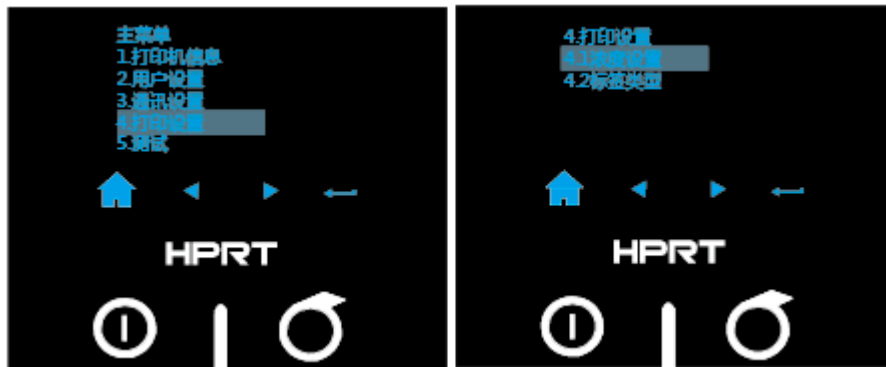 主菜单
1.打印机信息
2.用户设置
3.通讯设置
4.打印设置
5.测试
HPRT
4.打印设置
4.1浓度设置
4.2标签类型
HPRT